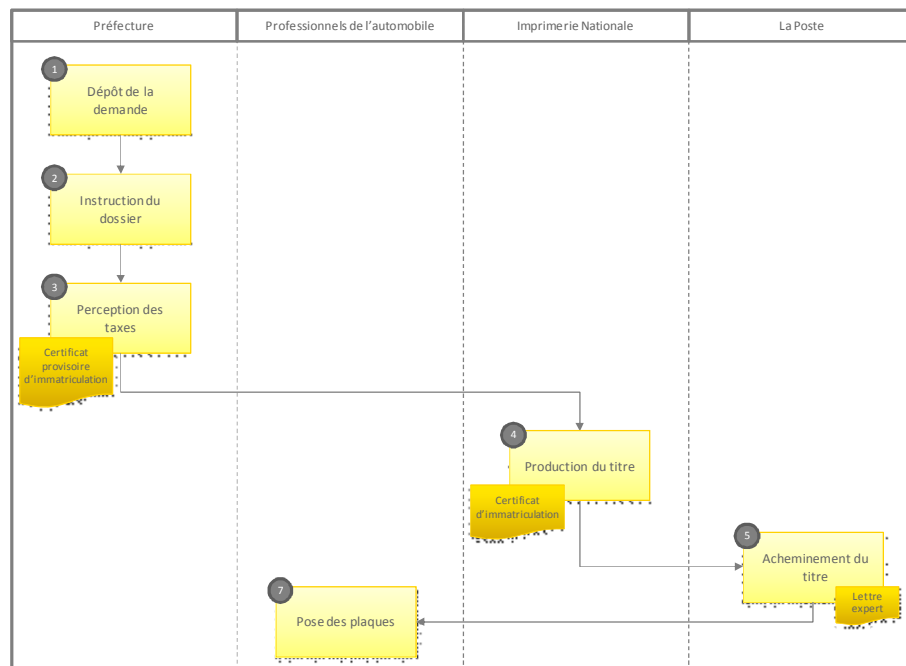 Préfecture
Professionnels de l'automobile
Imprimerie Nationale
La Poste
1
Dépôt de la
demande
2
Instruction du
dossier
3
Perception des
taxes
Certificat
provisoire
d'immatriculation
4
Production du titre
Certificat
d'immatriculation
5
Acheminement du
titre
Lettre
expert
7
Pose des plaques